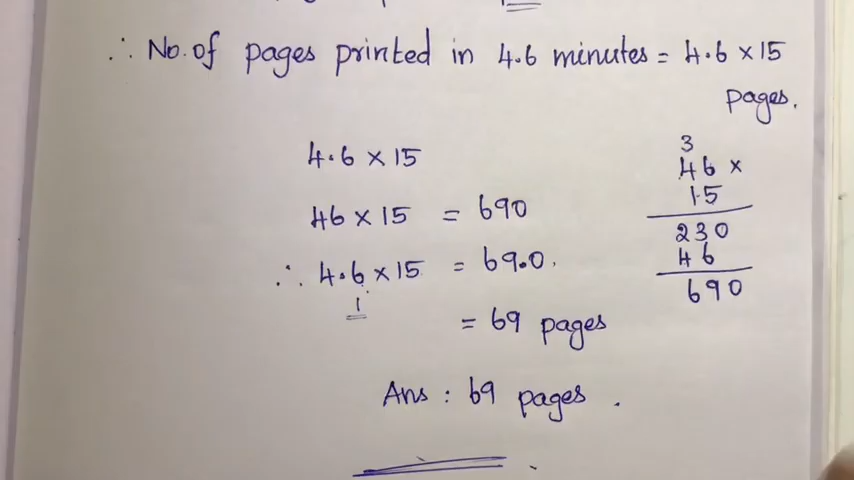 ∴ No. of pages printed in 4.6 minutes = 4.6 × 15
pages.
4.6 × 15
46 × 15 = 690
∴ 4.6 × 15 = 69.0.
1
= 69 pages
Ans : 69 pages .
3
46 ×
15
230
46
690